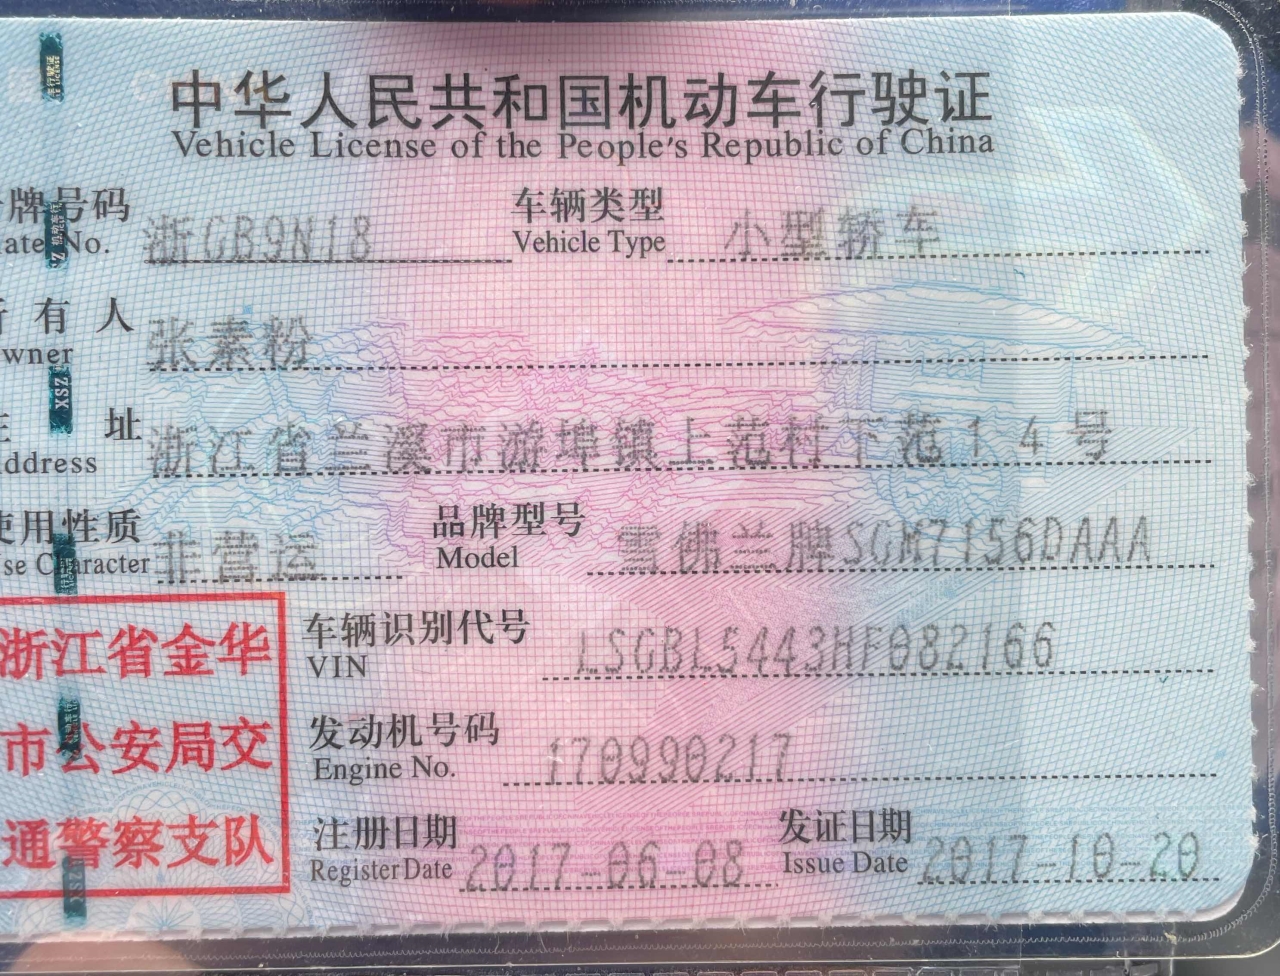 中华人民共和国机动车行驶证
Vehicle License of the People's Republic of China
牌号码 浙GB9N18 车辆类型 小型轿车
ate No. Vehicle Type
有人 张素粉
wner
址 浙江省兰溪市游埠镇上范村下范14号
ddress
使用性质 非营运 品牌型号 雪佛兰牌SGM7156DAAA
se Character Model
车辆识别代号 LSGBL5443HF082166
VIN
发动机号码 170990217
Engine No.
注册日期 2017-06-08 发证日期 2017-10-20
Register Date Issue Date
浙江省金华
市公安局交
通警察支队